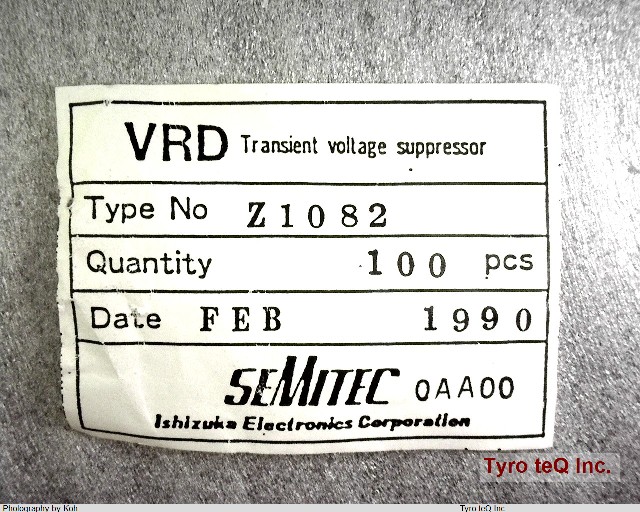 VRD Transient voltage suppressor
Type No Z1082
Quantity 100 pcs
Date FEB 1990
SEMITEC 0AA00
Ishizuka Electronics Corporation
Tyro teQ Inc.
Photography by Koh Tyro teQ Inc